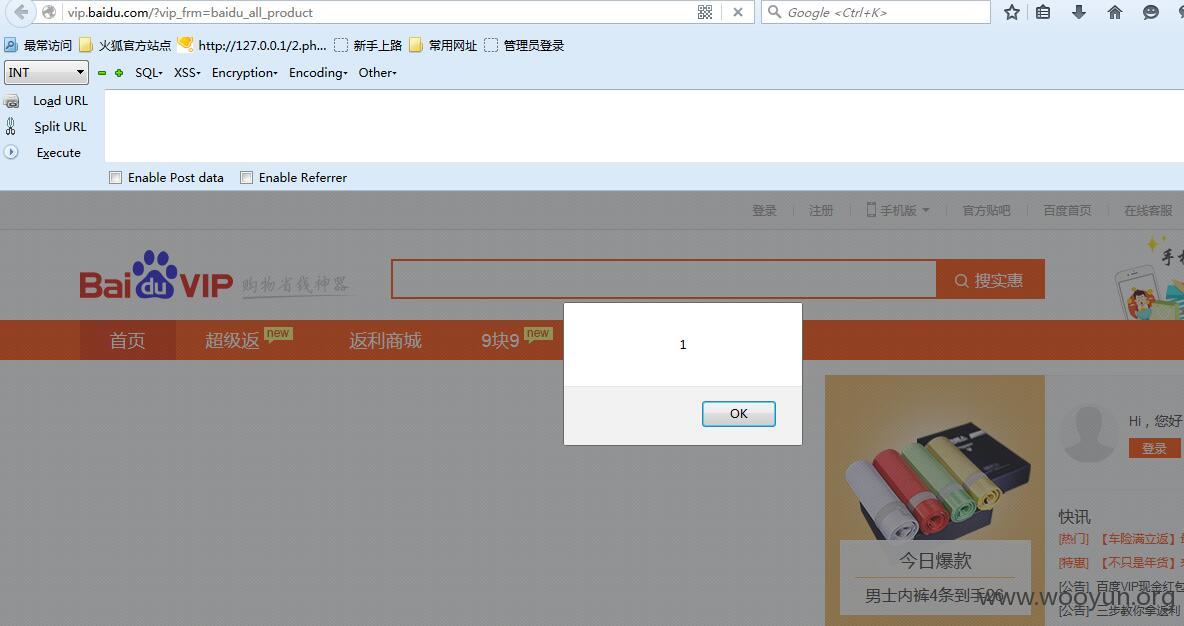 vip.baidu.com/?vip_frm=baidu_all_product
Google <Ctrl+K>
最常访问 火狐官方站点 http://127.0.0.1/2.ph... 新手上路 常用网址 管理员登录
INT SQL XSS Encryption Encoding Other
Load URL
Split URL
Execute
Enable Post data Enable Referrer
登录 注册 手机版 官方贴吧 百度首页 在线客服
Bai du VIP 购物省钱神器
搜实惠
手机
首页 超级返 new 返利商城 9块9 new
1
OK
Hi，您好
登录
快讯
[热门] 【车险满立返】
[特惠] 【不只是年货】
[公告] 百度VIP现金红包
[公告] 三步教你拿返利
今日爆款
男士内裤4条到手26
www.wooyun.org